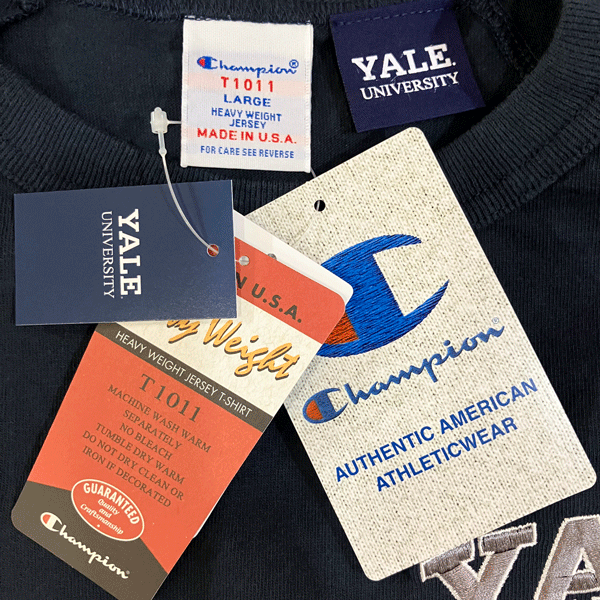 Champion®
T1011
LARGE
HEAVY WEIGHT
JERSEY
MADE IN U.S.A.
FOR CARE SEE REVERSE
YALE
UNIVERSITY
YALE
UNIVERSITY
IN U.S.A.
Weight
HEAVY WEIGHT JERSEY T-SHIRT
T1011
MACHINE WASH WARM
SEPARATELY
NO BLEACH
TUMBLE DRY WARM
DO NOT DRY CLEAN OR
IRON IF DECORATED
GUARANTEED
Quality
and
Craftsmanship
Champion
Champion
AUTHENTIC AMERICAN
ATHLETICWEAR
YA